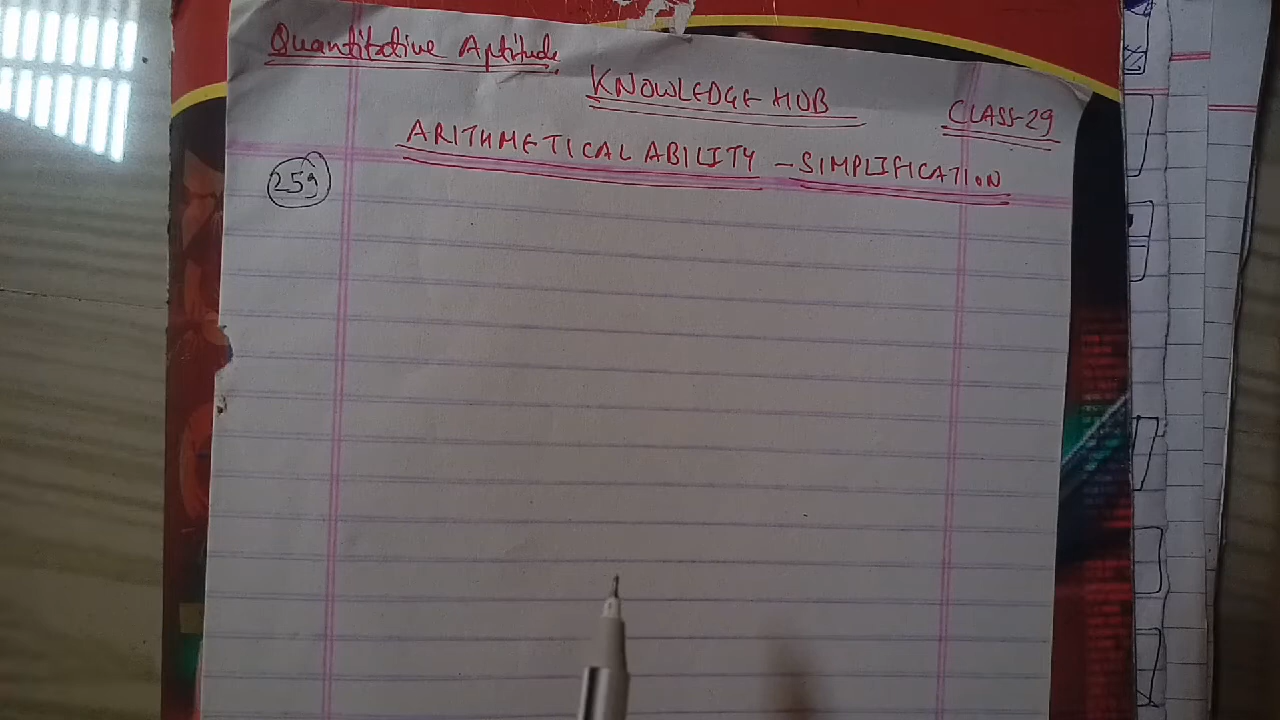 Quantitative Aptitude
KNOWLEDGE HUB
CLASS-29
ARITHMETICAL ABILITY - SIMPLIFICATION
259